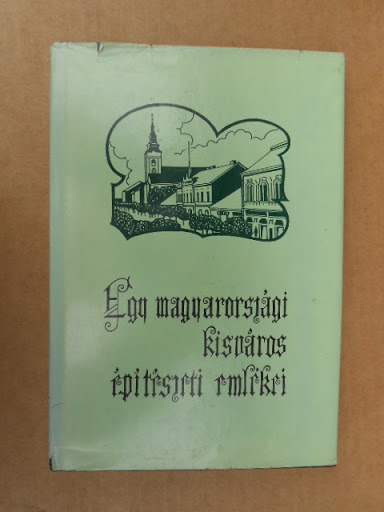 Egy magyarországi
kisváros
építészeti emlékei